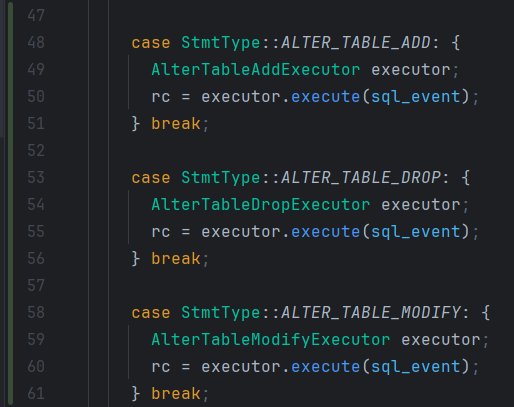 47
48 case StmtType::ALTER_TABLE_ADD: {
49 AlterTableAddExecutor executor;
50 rc = executor.execute(sql_event);
51 } break;
52
53 case StmtType::ALTER_TABLE_DROP: {
54 AlterTableDropExecutor executor;
55 rc = executor.execute(sql_event);
56 } break;
57
58 case StmtType::ALTER_TABLE_MODIFY: {
59 AlterTableModifyExecutor executor;
60 rc = executor.execute(sql_event);
61 } break;